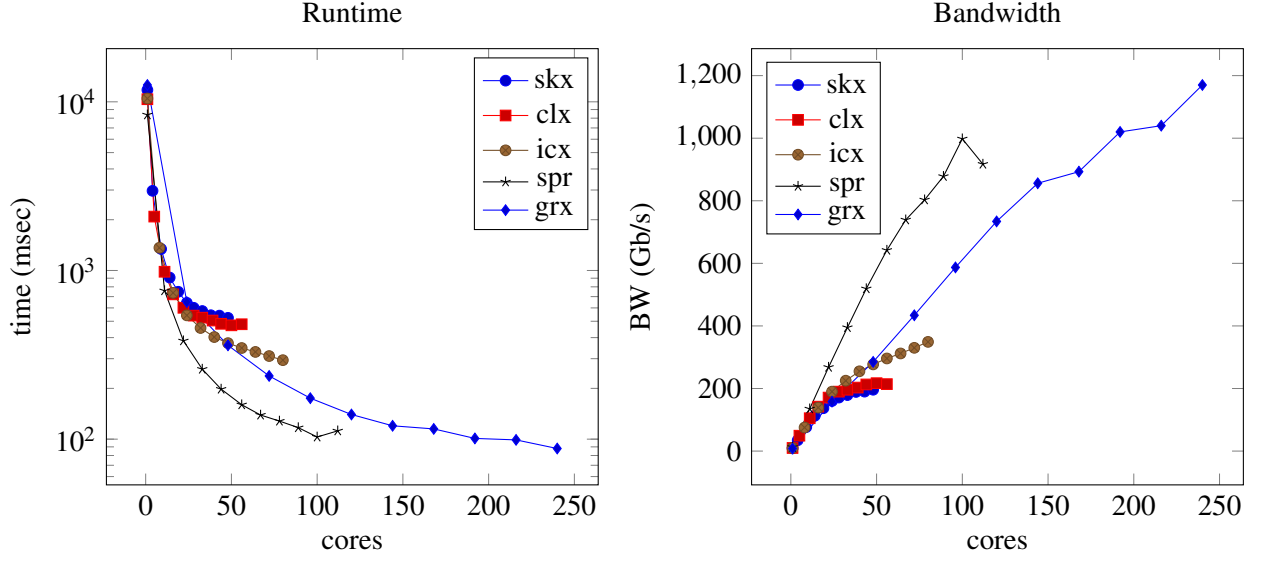 Runtime
10^4
10^3
10^2
time (msec)
0 50 100 150 200 250
cores
skx
clx
icx
spr
grx
Bandwidth
1,200
1,000
800
600
400
200
0
BW (Gb/s)
0 50 100 150 200 250
cores
skx
clx
icx
spr
grx